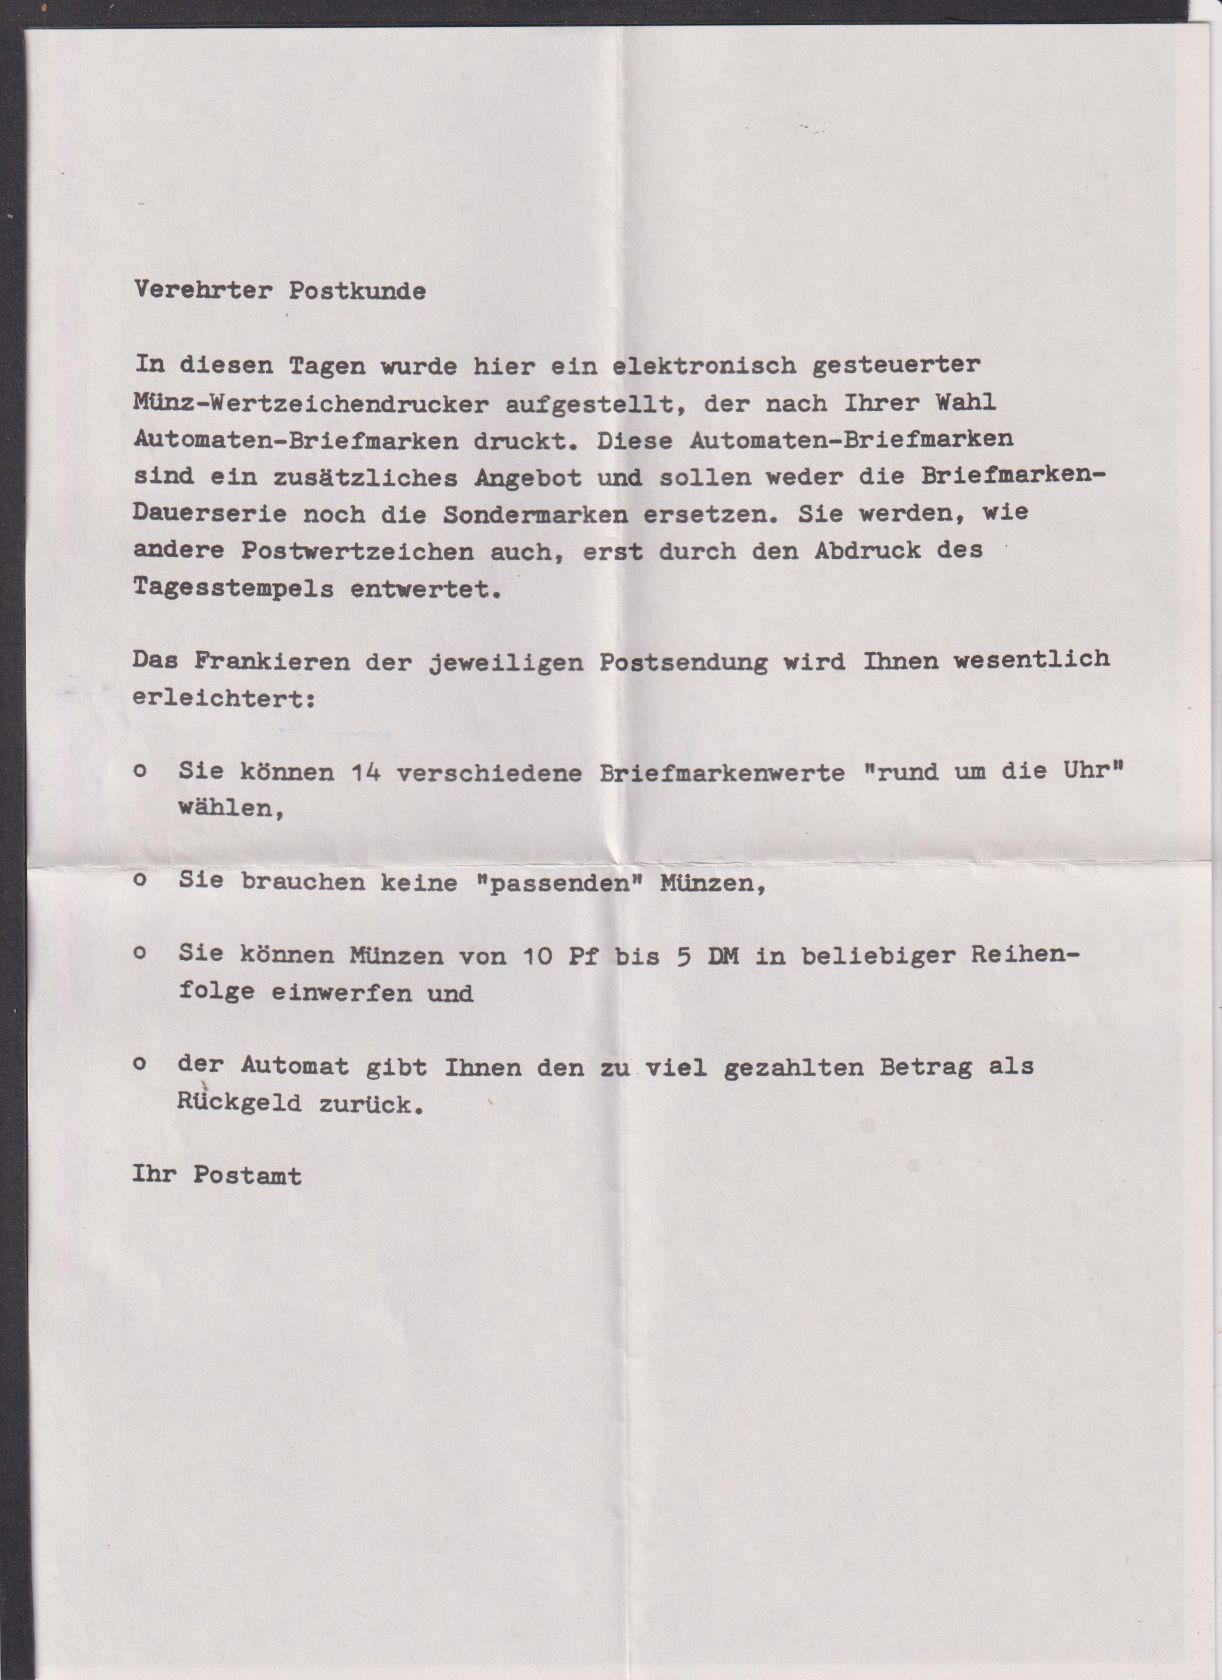 Verehrter Postkunde
In diesen Tagen wurde hier ein elektronisch gesteuerter
Münz-Wertzeichendrucker aufgestellt, der nach Ihrer Wahl
Automaten-Briefmarken druckt. Diese Automaten-Briefmarken
sind ein zusätzliches Angebot und sollen weder die Briefmarken-
Dauerserie noch die Sondermarken ersetzen. Sie werden, wie
andere Postwertzeichen auch, erst durch den Abdruck des
Tagesstempels entwertet.
Das Frankieren der jeweiligen Postsendung wird Ihnen wesentlich
erleichtert:
o Sie können 14 verschiedene Briefmarkenwerte "rund um die Uhr"
wählen,
o Sie brauchen keine "passenden" Münzen,
o Sie können Münzen von 10 Pf bis 5 DM in beliebiger Reihen-
folge einwerfen und
o der Automat gibt Ihnen den zu viel gezahlten Betrag als
Rückgeld zurück.
Ihr Postamt